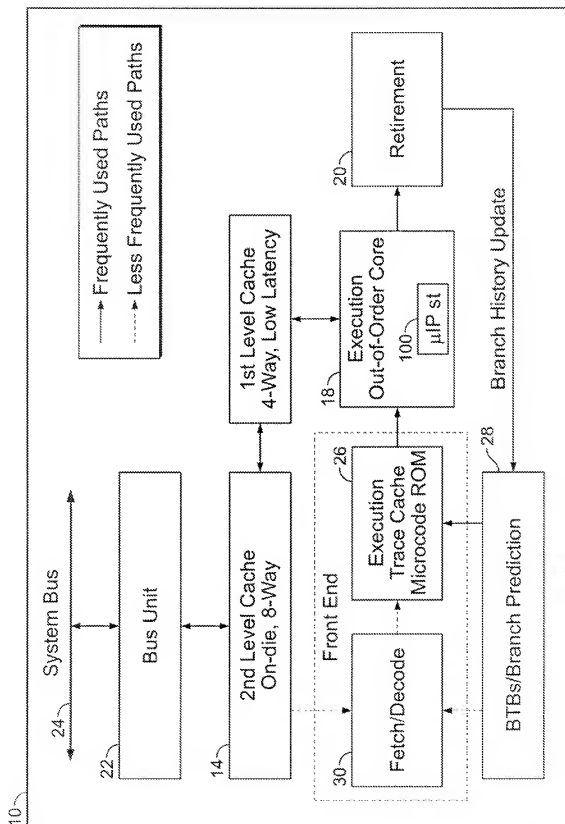 10
Frequently Used Paths
Less Frequently Used Paths
System Bus
24
Bus Unit
22
2nd Level Cache
On-die, 8-Way
14
1st Level Cache
4-Way, Low Latency
Front End
Fetch/Decode
30
Execution
Trace Cache
Microcode ROM
26
Execution
Out-of-Order Core
18
100
µIP st
Retirement
20
BTBs/Branch Prediction
28
Branch History Update